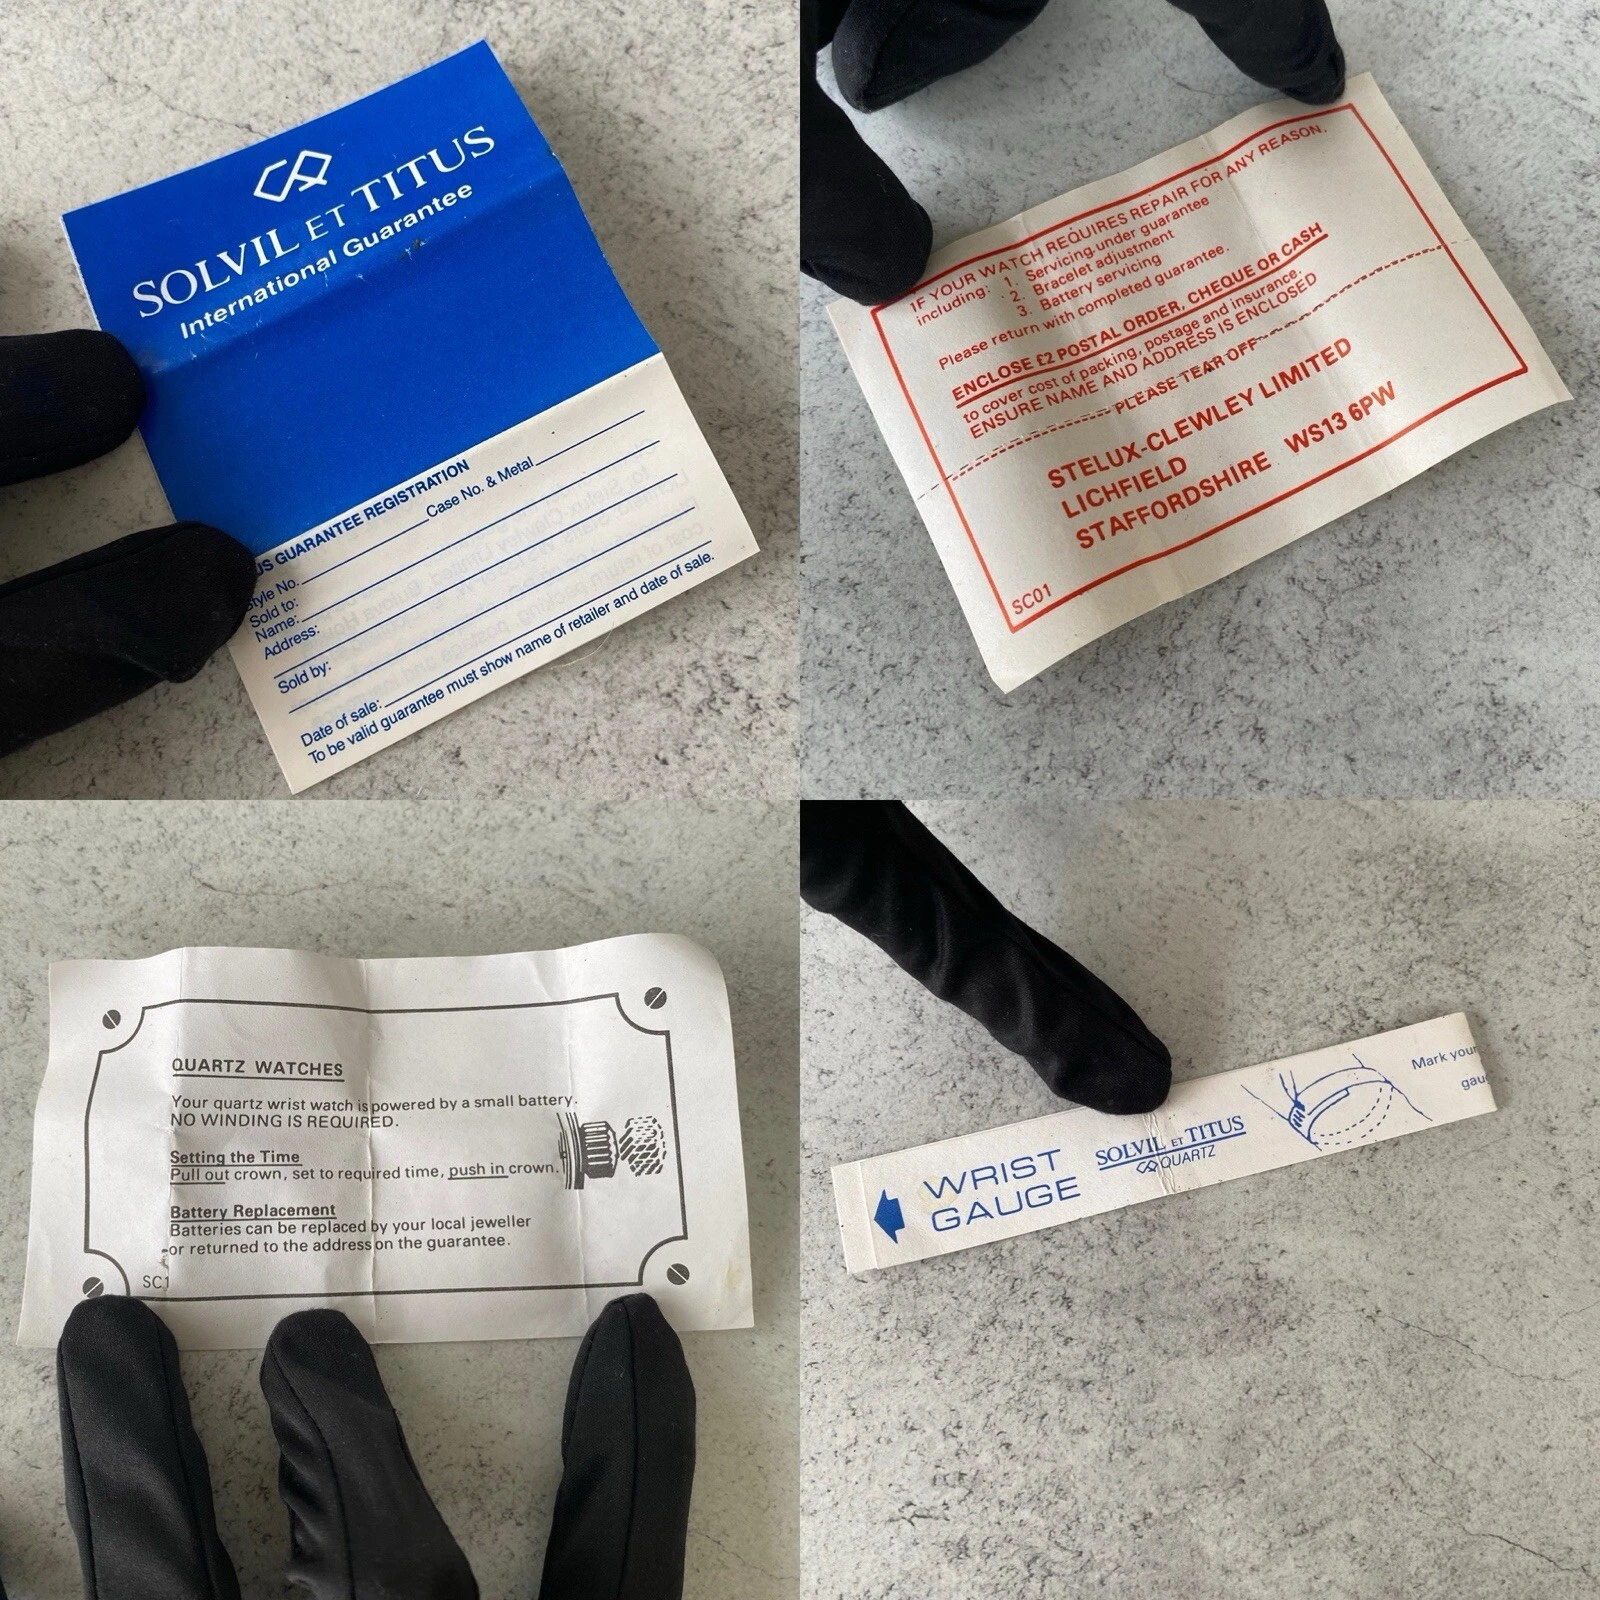 SOLVIL ET TITUS
International Guarantee
US GUARANTEE REGISTRATION
Style No. Case No. & Metal
Sold to:
Name:
Address:
Sold by:
Date of sale:
To be valid guarantee must show name of retailer and date of sale.
IF YOUR WATCH REQUIRES REPAIR FOR ANY REASON.
including: 1. Servicing under guarantee
2. Bracelet adjustment
3. Battery servicing
Please return with completed guarantee.
ENCLOSE £2 POSTAL ORDER, CHEQUE OR CASH
to cover cost of packing, postage and insurance.
ENSURE NAME AND ADDRESS IS ENCLOSED
PLEASE TEAR OFF
STELUX-CLEWLEY LIMITED
LICHFIELD
STAFFORDSHIRE WS13 6PW
SC01
QUARTZ WATCHES
Your quartz wrist watch is powered by a small battery.
NO WINDING IS REQUIRED.
Setting the Time
Pull out crown, set to required time, push in crown.
Battery Replacement
Batteries can be replaced by your local jeweller
or returned to the address on the guarantee.
SC1
WRIST
GAUGE
SOLVIL ET TITUS
QUARTZ
Mark your